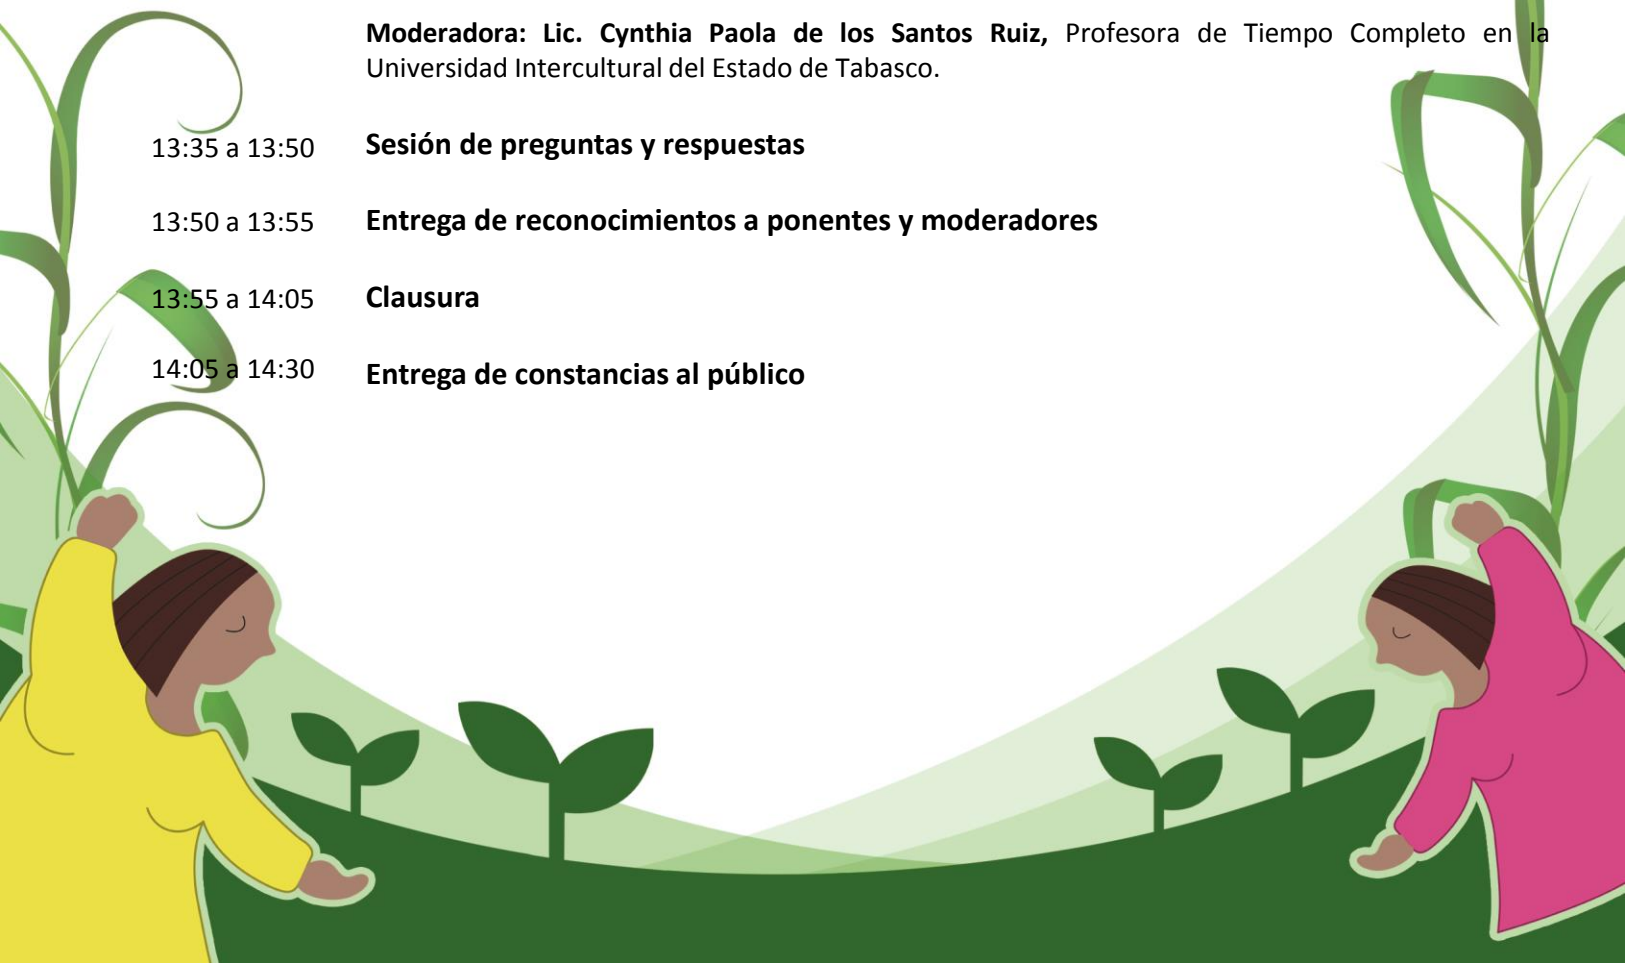 Moderadora: Lic. Cynthia Paola de los Santos Ruiz, Profesora de Tiempo Completo en la
Universidad Intercultural del Estado de Tabasco.
13:35 a 13:50 Sesión de preguntas y respuestas
13:50 a 13:55 Entrega de reconocimientos a ponentes y moderadores
13:55 a 14:05 Clausura
14:05 a 14:30 Entrega de constancias al público